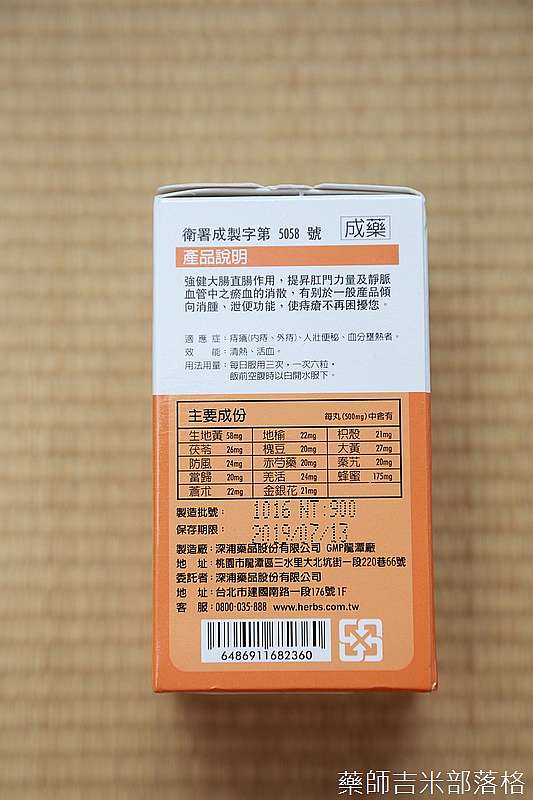 衛署成製字第 5058 號 成藥
產品說明
強健大腸直腸作用，提昇肛門力量及靜脈
血管中之瘀血的消散，有別於一般産品傾
向消腫、泄便功能，使痔瘡不再困擾您。
適 應 症：痔瘡(內痔、外痔)、人壯便秘、血分壅熱者。
效 能：清熱、活血。
用法用量：每日服用三次，一次六粒，
飯前空腹時以白開水服下。
主要成份 每丸(500mg)中含有
生地黃 58mg 地榆 22mg 枳殼 21mg
茯苓 26mg 槐豆 20mg 大黃 27mg
防風 24mg 赤芍藥 20mg 秦艽 20mg
當歸 20mg 羌活 24mg 蜂蜜 175mg
蒼朮 22mg 金銀花 21mg
製造批號： 1016 NT:900
保存期限： 2019/07/13
製造廠：深浦藥品股份有限公司 GMP龍潭廠
地 址：桃園市龍潭區三水里大北坑街一段220巷66號
委託者：深浦藥品股份有限公司
地 址：台北市建國南路一段176號1F
客 服：0800-035-888 www.herbs.com.tw
6486911682360
藥師吉米部落格